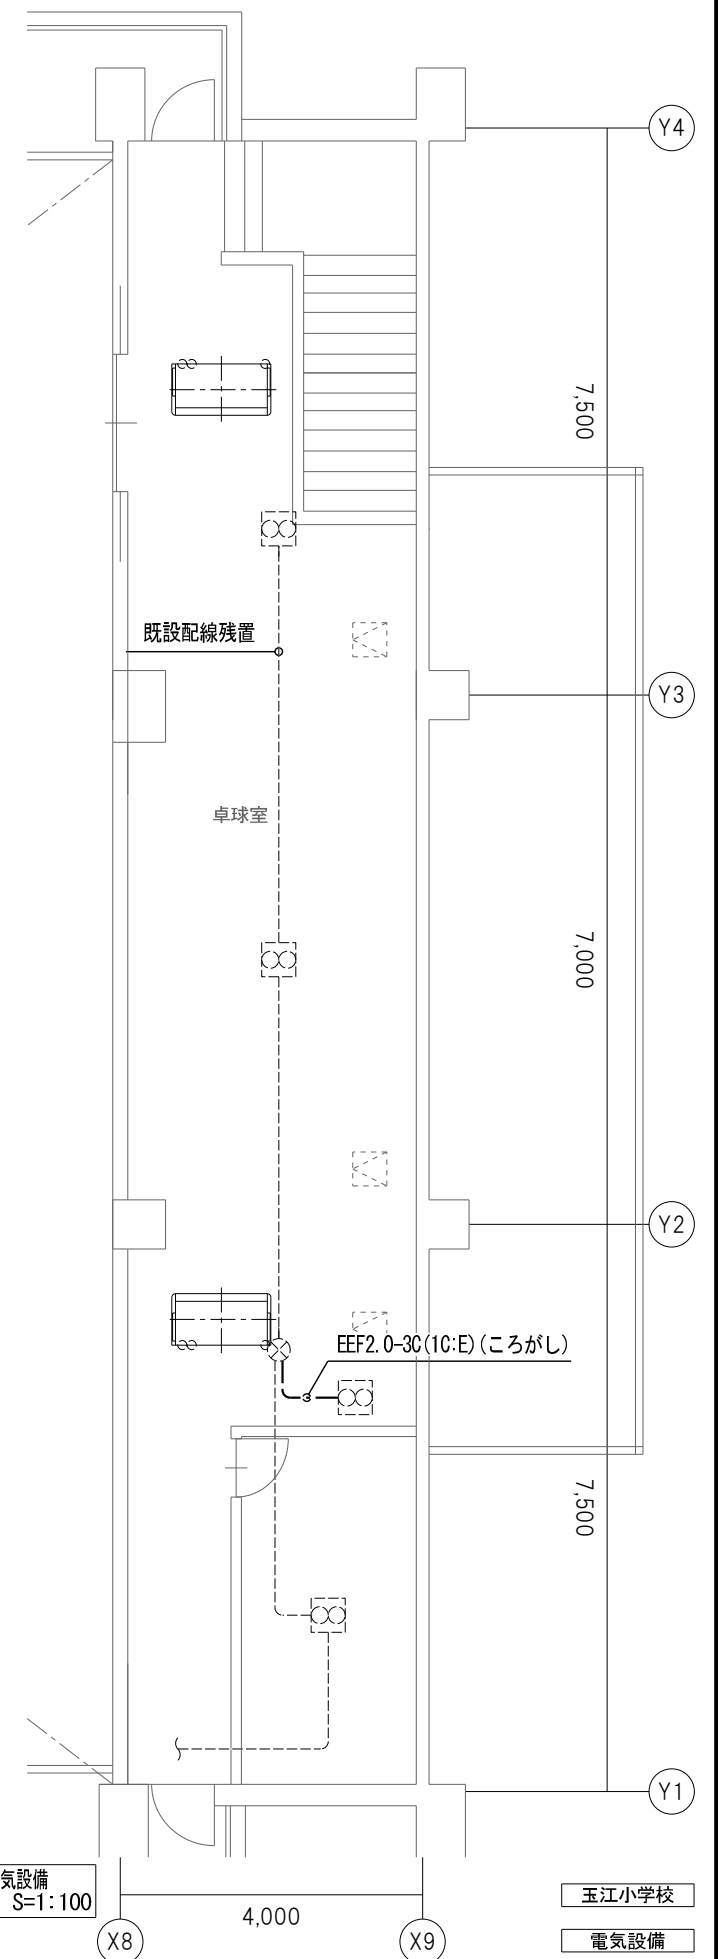 Y4
7,500
既設配線残置
Y3
卓球室
7,000
Y2
EEF2.0-3C(1C:E)(ころがし)
7,500
Y1
気設備
S=1:100
4,000
X8
X9
玉江小学校
電気設備